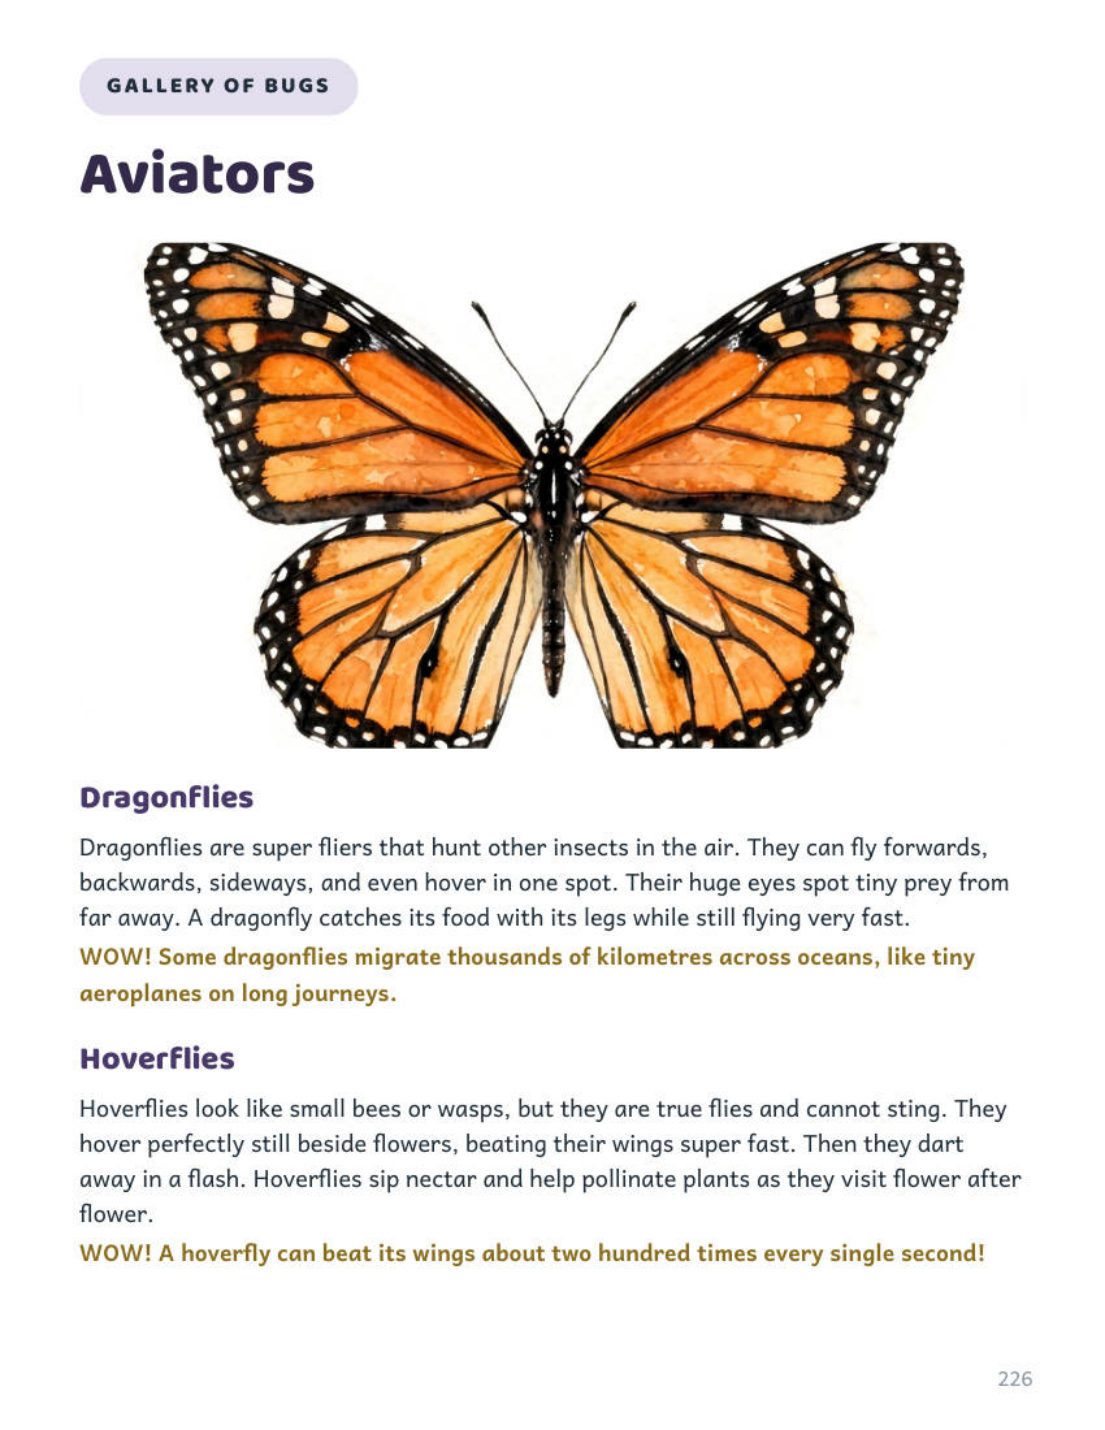 GALLERY OF BUGS
Aviators
Dragonflies
Dragonflies are super fliers that hunt other insects in the air. They can fly forwards,
backwards, sideways, and even hover in one spot. Their huge eyes spot tiny prey from
far away. A dragonfly catches its food with its legs while still flying very fast.
WOW! Some dragonflies migrate thousands of kilometres across oceans, like tiny
aeroplanes on long journeys.
Hoverflies
Hoverflies look like small bees or wasps, but they are true flies and cannot sting. They
hover perfectly still beside flowers, beating their wings super fast. Then they dart
away in a flash. Hoverflies sip nectar and help pollinate plants as they visit flower after
flower.
WOW! A hoverfly can beat its wings about two hundred times every single second!
226